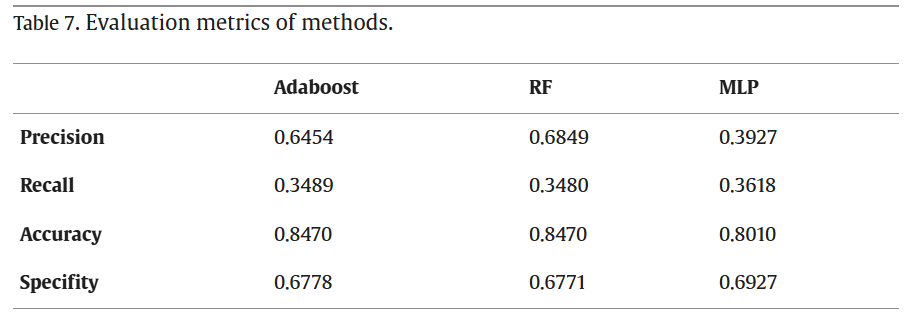 Table 7. Evaluation metrics of methods.
Adaboost RF MLP
Precision 0.6454 0.6849 0.3927
Recall 0.3489 0.3480 0.3618
Accuracy 0.8470 0.8470 0.8010
Specifity 0.6778 0.6771 0.6927